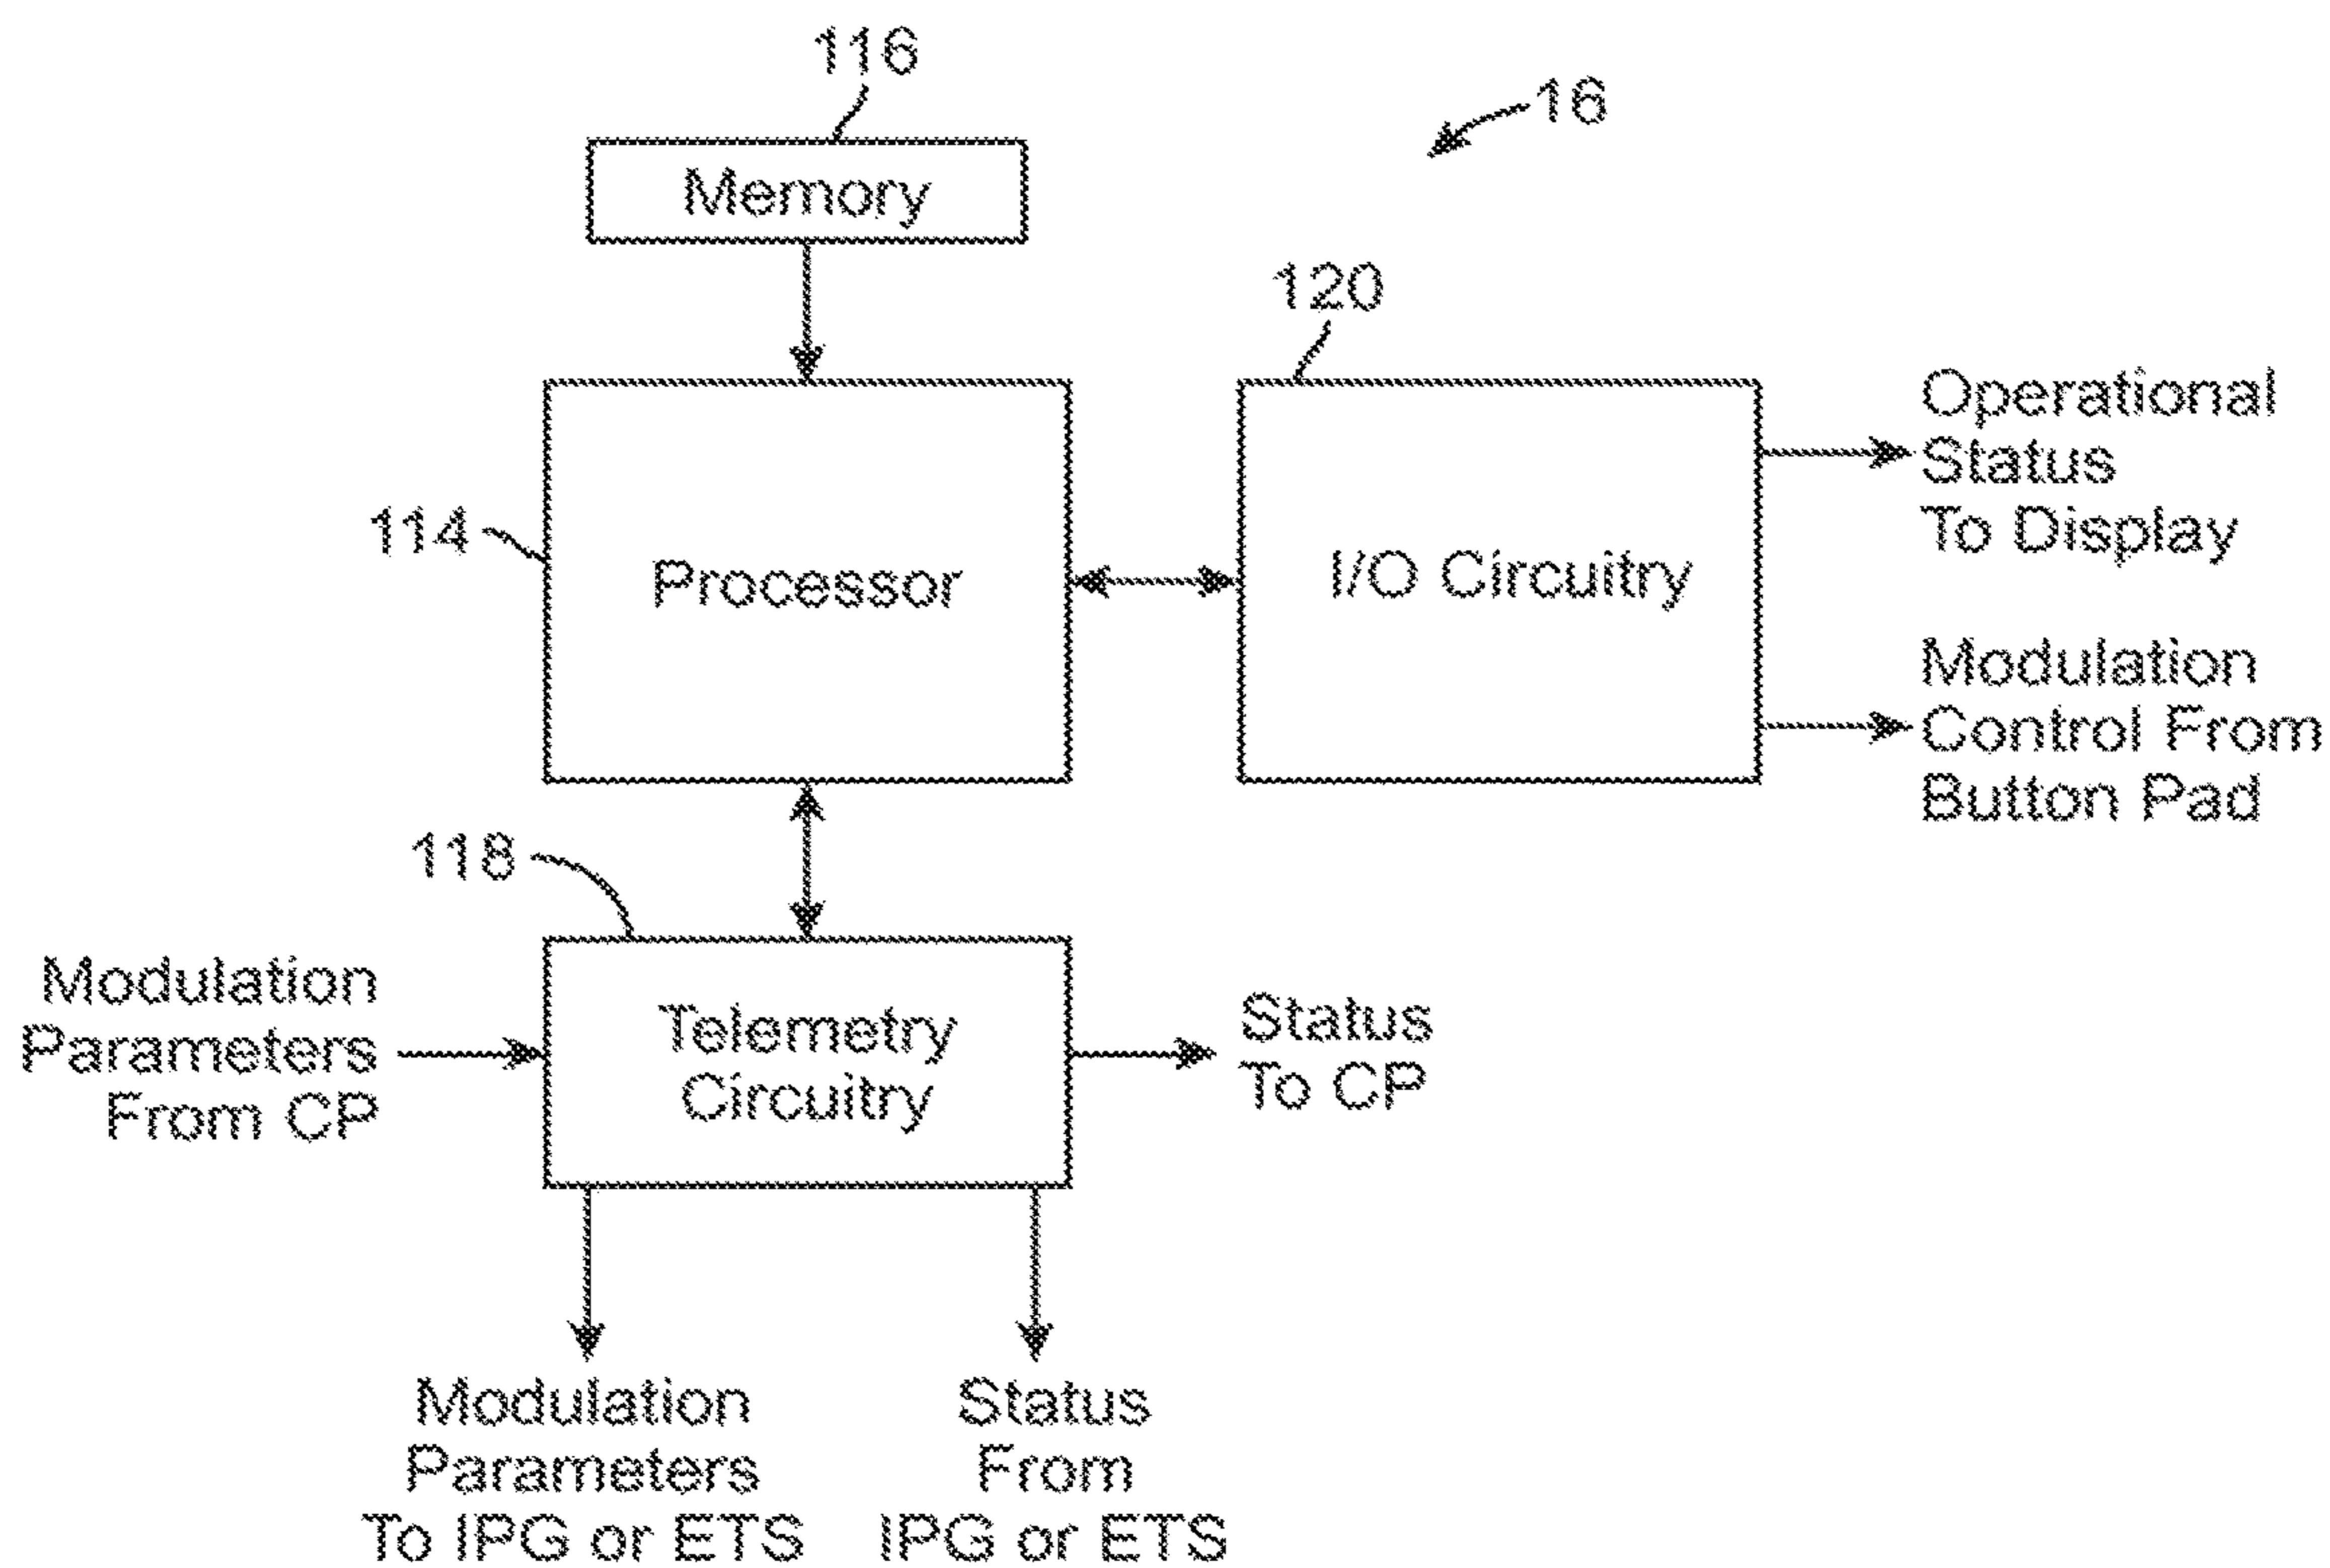 116
16
Memory
120
Operational
Status
To Display
114
Processor
I/O Circuitry
Modulation
Control From
Button Pad
118
Modulation
Parameters
From CP
Telemetry
Circuitry
Status
To CP
Modulation
Parameters
To IPG or ETS
Status
From
IPG or ETS